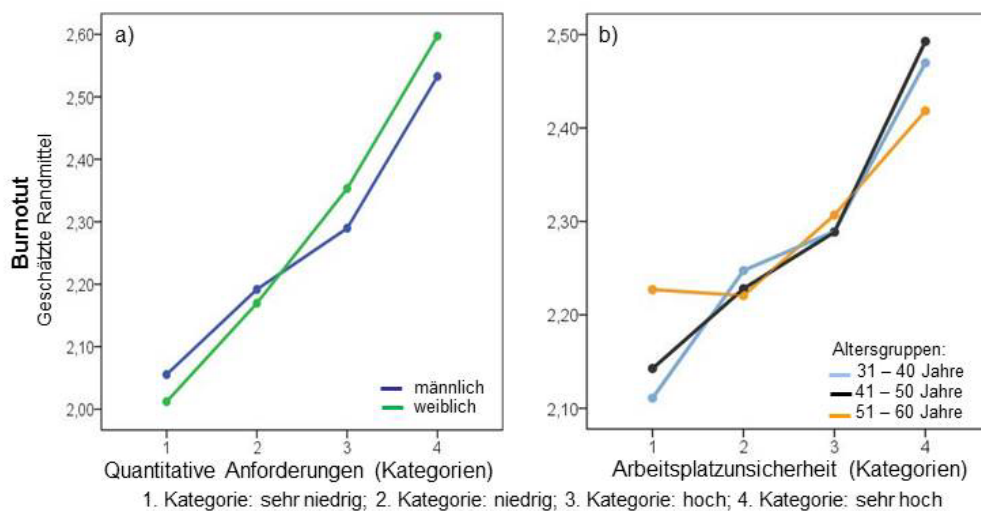 a)
2,60
2,50
2,40
2,30
2,20
2,10
2,00
Burnotut
Geschätzte Randmittel
männlich
weiblich
1 2 3 4
Quantitative Anforderungen (Kategorien)
b)
2,50
2,40
2,30
2,20
2,10
Altersgruppen:
31 – 40 Jahre
41 – 50 Jahre
51 – 60 Jahre
1 2 3 4
Arbeitsplatzunsicherheit (Kategorien)
1. Kategorie: sehr niedrig; 2. Kategorie: niedrig; 3. Kategorie: hoch; 4. Kategorie: sehr hoch